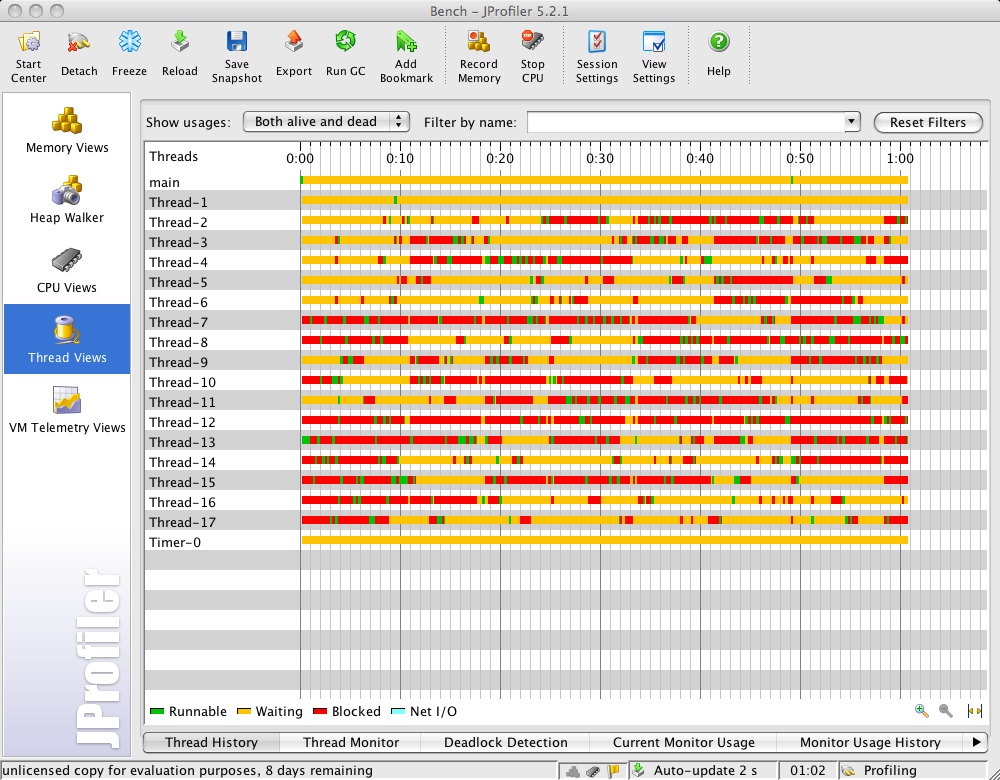 Bench - JProfiler 5.2.1
Start Center
Detach
Freeze
Reload
Save Snapshot
Export
Run GC
Add Bookmark
Record Memory
Stop CPU
Session Settings
View Settings
Help
Memory Views
Heap Walker
CPU Views
Thread Views
VM Telemetry Views
JProfiler
Show usages: Both alive and dead Filter by name: Reset Filters
Threads 0:00 0:10 0:20 0:30 0:40 0:50 1:00
main
Thread-1
Thread-2
Thread-3
Thread-4
Thread-5
Thread-6
Thread-7
Thread-8
Thread-9
Thread-10
Thread-11
Thread-12
Thread-13
Thread-14
Thread-15
Thread-16
Thread-17
Timer-0
Runnable Waiting Blocked Net I/O
Thread History Thread Monitor Deadlock Detection Current Monitor Usage Monitor Usage History
unlicensed copy for evaluation purposes, 8 days remaining Auto-update 2 s 01:02 Profiling